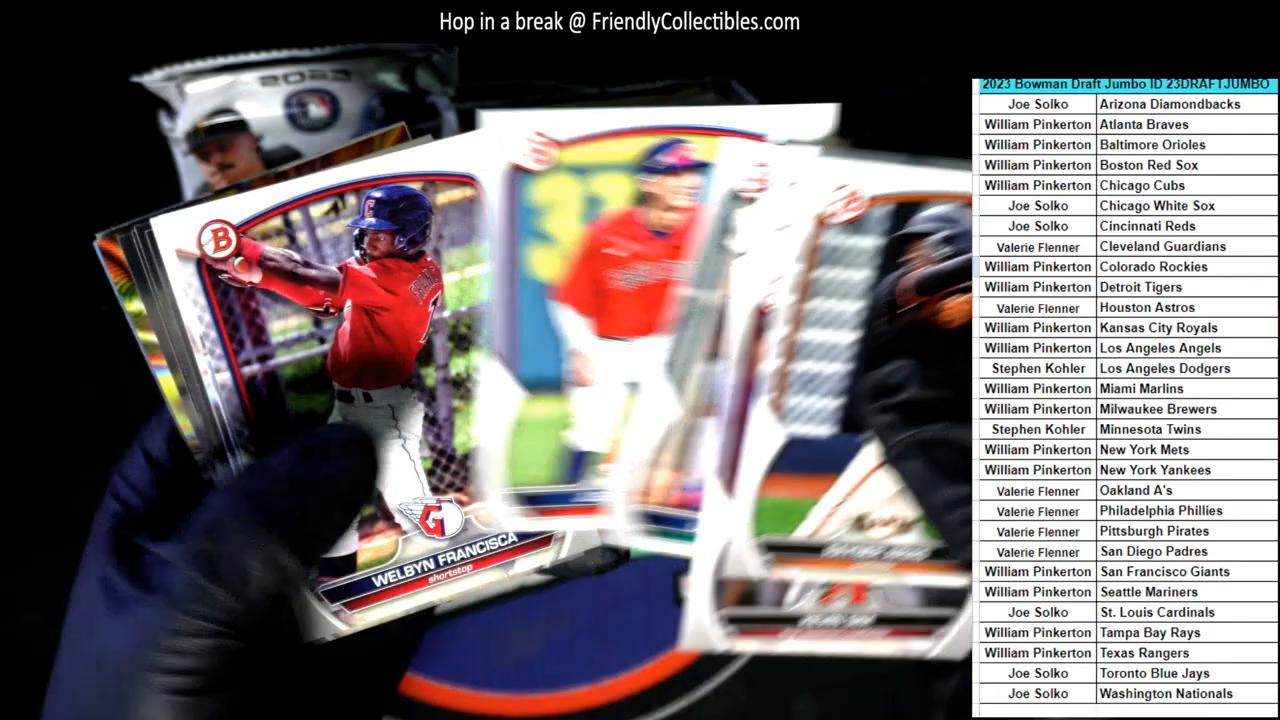 Hop in a break @ FriendlyCollectibles.com
2023
B
C
WELBYN FRANCISCA
shortstop
2023 Bowman Draft Jumbo ID 23DRAFTJUMBO
Joe Solko Arizona Diamondbacks
William Pinkerton Atlanta Braves
William Pinkerton Baltimore Orioles
William Pinkerton Boston Red Sox
William Pinkerton Chicago Cubs
Joe Solko Chicago White Sox
Joe Solko Cincinnati Reds
Valerie Flenner Cleveland Guardians
William Pinkerton Colorado Rockies
William Pinkerton Detroit Tigers
Valerie Flenner Houston Astros
William Pinkerton Kansas City Royals
William Pinkerton Los Angeles Angels
Stephen Kohler Los Angeles Dodgers
William Pinkerton Miami Marlins
William Pinkerton Milwaukee Brewers
Stephen Kohler Minnesota Twins
William Pinkerton New York Mets
William Pinkerton New York Yankees
Valerie Flenner Oakland A's
Valerie Flenner Philadelphia Phillies
Valerie Flenner Pittsburgh Pirates
Valerie Flenner San Diego Padres
William Pinkerton San Francisco Giants
William Pinkerton Seattle Mariners
Joe Solko St. Louis Cardinals
William Pinkerton Tampa Bay Rays
William Pinkerton Texas Rangers
Joe Solko Toronto Blue Jays
Joe Solko Washington Nationals